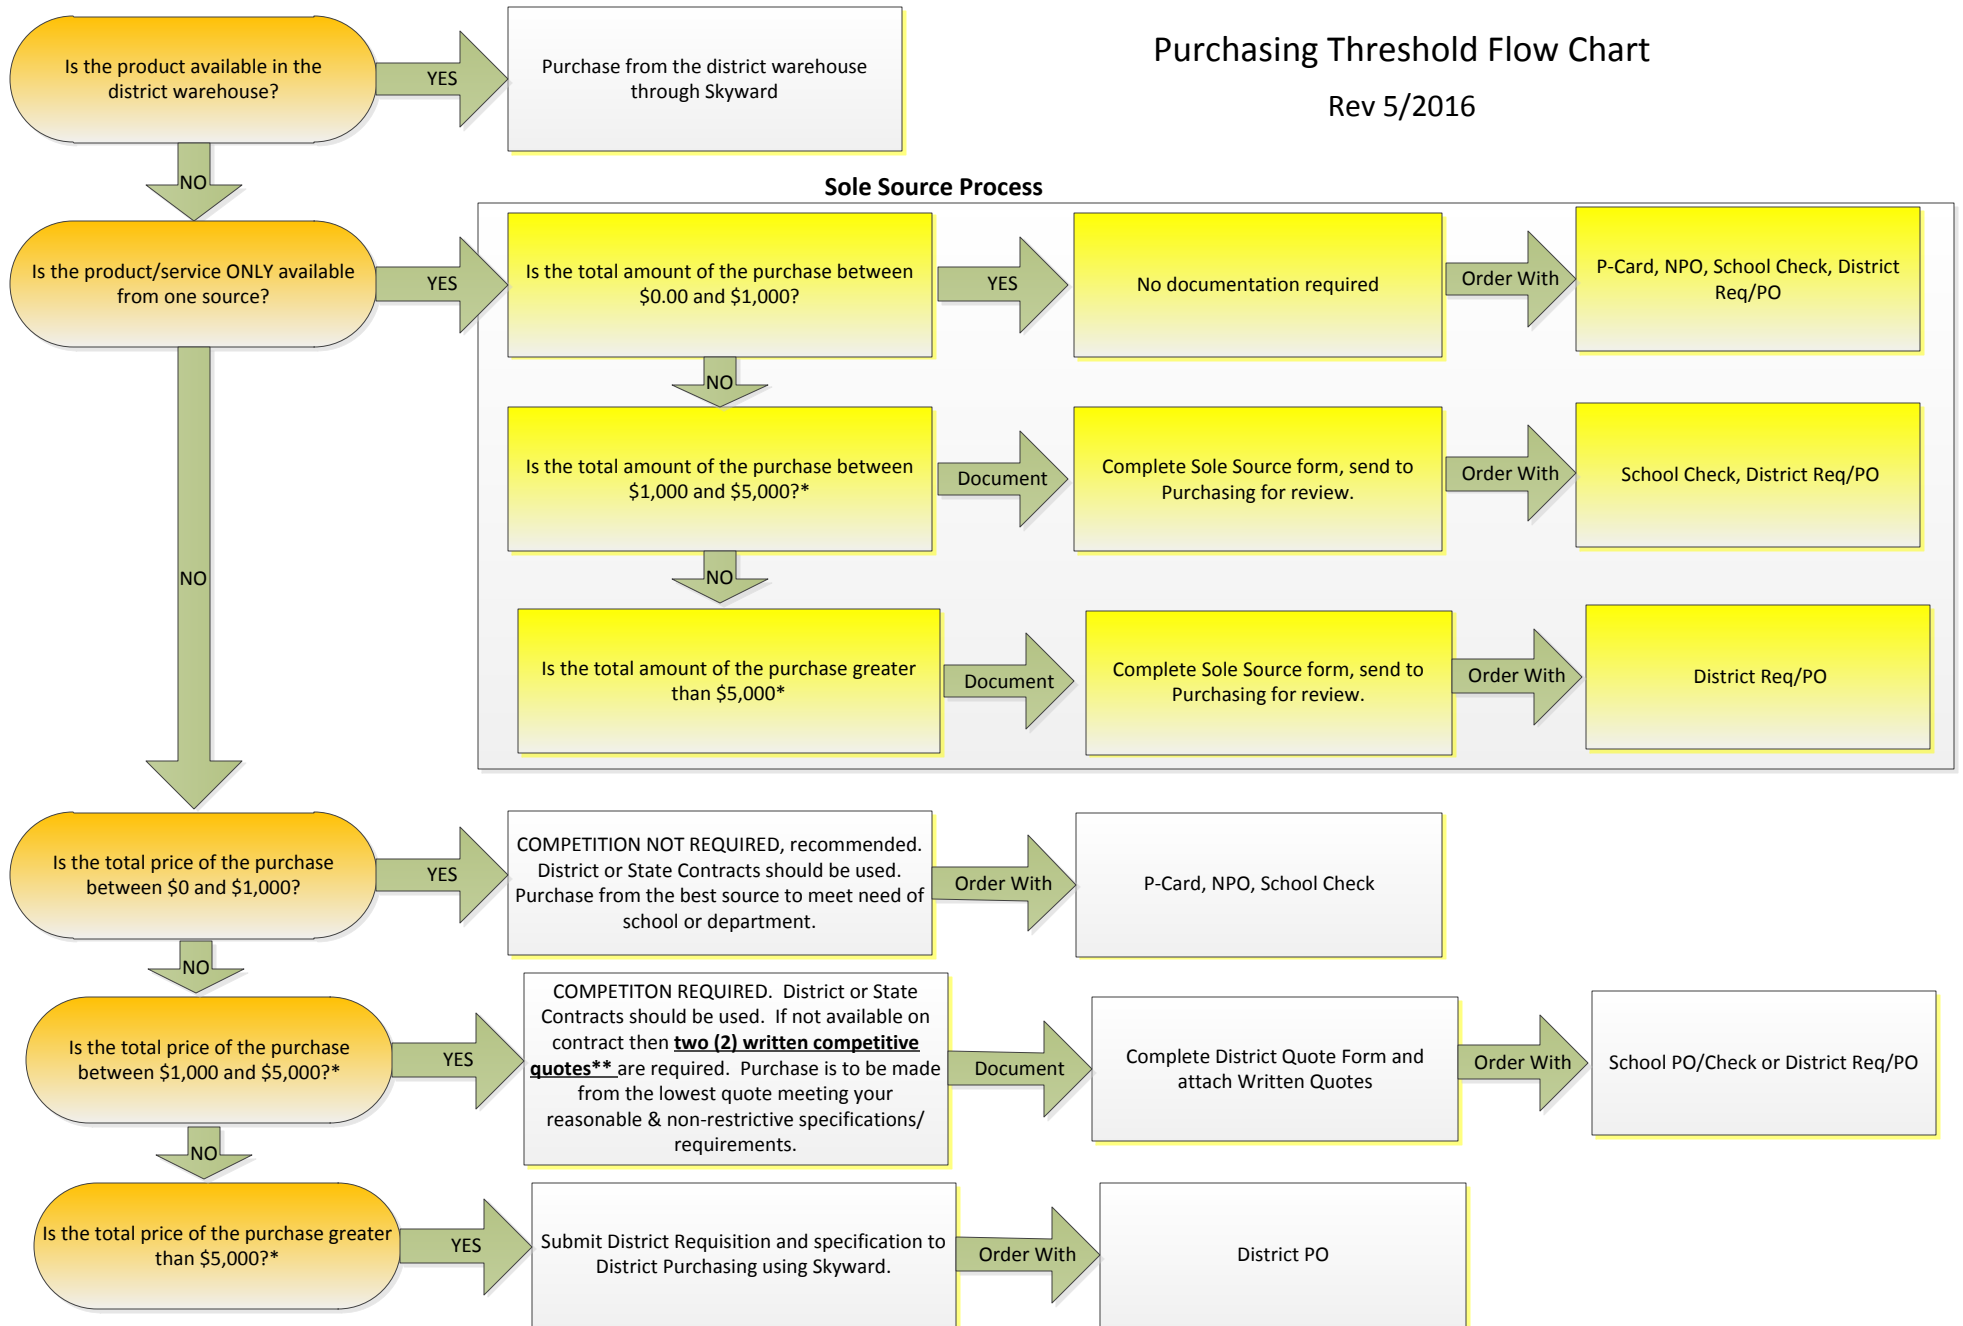 Purchasing Threshold Flow Chart
Rev 5/2016
Is the product available in the
district warehouse?
YES
Purchase from the district warehouse
through Skyward
NO
Sole Source Process
Is the product/service ONLY available
from one source?
YES
Is the total amount of the purchase between
$0.00 and $1,000?
YES
No documentation required
Order With
P-Card, NPO, School Check, District
Req/PO
NO
Is the total amount of the purchase between
$1,000 and $5,000?*
Document
Complete Sole Source form, send to
Purchasing for review.
Order With
School Check, District Req/PO
NO
Is the total amount of the purchase greater
than $5,000*
Document
Complete Sole Source form, send to
Purchasing for review.
Order With
District Req/PO
NO
Is the total price of the purchase
between $0 and $1,000?
YES
COMPETITION NOT REQUIRED, recommended.
District or State Contracts should be used.
Purchase from the best source to meet need of
school or department.
Order With
P-Card, NPO, School Check
NO
Is the total price of the purchase
between $1,000 and $5,000?*
YES
COMPETITON REQUIRED. District or State
Contracts should be used. If not available on
contract then two (2) written competitive
quotes** are required. Purchase is to be made
from the lowest quote meeting your
reasonable & non-restrictive specifications/
requirements.
Document
Complete District Quote Form and
attach Written Quotes
Order With
School PO/Check or District Req/PO
NO
Is the total price of the purchase greater
than $5,000?*
YES
Submit District Requisition and specification to
District Purchasing using Skyward.
Order With
District PO